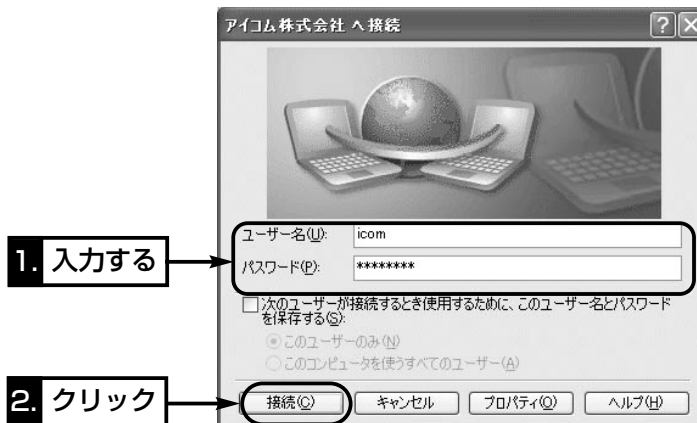 アイコム株式会社 へ接続
ユーザー名(U):
icom
パスワード(P):
********
1. 入力する
次のユーザーが接続するとき使用するために、このユーザー名とパスワード
を保存する(S):
このユーザーのみ(N)
このコンピュータを使うすべてのユーザー(A)
2. クリック
接続(C)
キャンセル
プロパティ(O)
ヘルプ(H)